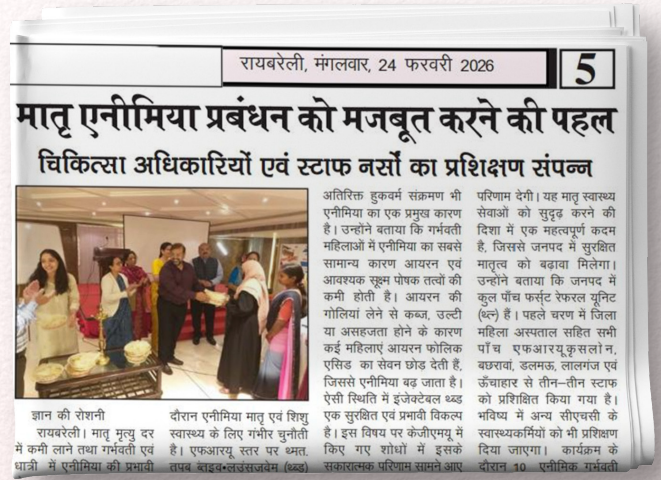 रायबरेली, मंगलवार, 24 फरवरी 2026
5
मातृ एनीमिया प्रबंधन को मजबूत करने की पहल
चिकित्सा अधिकारियों एवं स्टाफ नर्सों का प्रशिक्षण संपन्न
ज्ञान की रोशनी
रायबरेली। मातृ मृत्यु दर
में कमी लाने तथा गर्भवती एवं
धात्री में एनीमिया की प्रभावी
दौरान एनीमिया मातृ एवं शिशु
स्वास्थ्य के लिए गंभीर चुनौती
है। एफआरयू स्तर पर थ्मत.
तपब ब्तइवगलउंसजवेम (थ्ब्ड)
अतिरिक्त हुकवर्म संक्रमण भी
एनीमिया का एक प्रमुख कारण
है। उन्होंने बताया कि गर्भवती
महिलाओं में एनीमिया का सबसे
सामान्य कारण आयरन एवं
आवश्यक सूक्ष्म पोषक तत्वों की
कमी होती है। आयरन की
गोलियां लेने से कब्ज, उल्टी
या असहजता होने के कारण
कई महिलाएं आयरन फोलिक
एसिड का सेवन छोड़ देती हैं,
जिससे एनीमिया बढ़ जाता है।
ऐसी स्थिति में इंजेक्टेबल थ्ब्ड
एक सुरक्षित एवं प्रभावी विकल्प
है। इस विषय पर केजीएमयू में
किए गए शोधों में इसके
सकारात्मक परिणाम सामने आए
परिणाम देगी। यह मातृ स्वास्थ्य
सेवाओं को सुदृढ़ करने की
दिशा में एक महत्वपूर्ण कदम
है, जिससे जनपद में सुरक्षित
मातृत्व को बढ़ावा मिलेगा।
उन्होंने बताया कि जनपद में
कुल पाँच फर्स्ट रेफरल यूनिट
(थ्त्) हैं। पहले चरण में जिला
महिला अस्पताल सहित सभी
पाँच एफआरयूकृसलोन,
बछरावां, डलमऊ, लालगंज एवं
ऊँचाहार से तीन–तीन स्टाफ
को प्रशिक्षित किया गया है।
भविष्य में अन्य सीएचसी के
स्वास्थ्यकर्मियों को भी प्रशिक्षण
दिया जाएगा। कार्यक्रम के
दौरान 10 एनीमिक गर्भवती